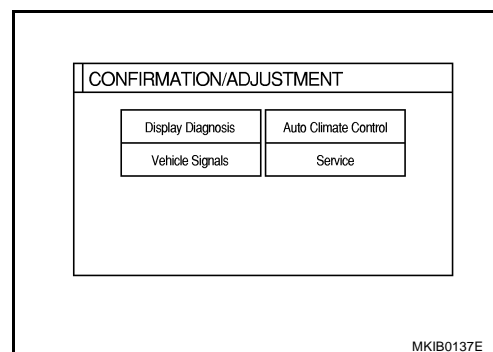 CONFIRMATION/ADJUSTMENT
Display Diagnosis Auto Climate Control
Vehicle Signals Service
MKIB0137E